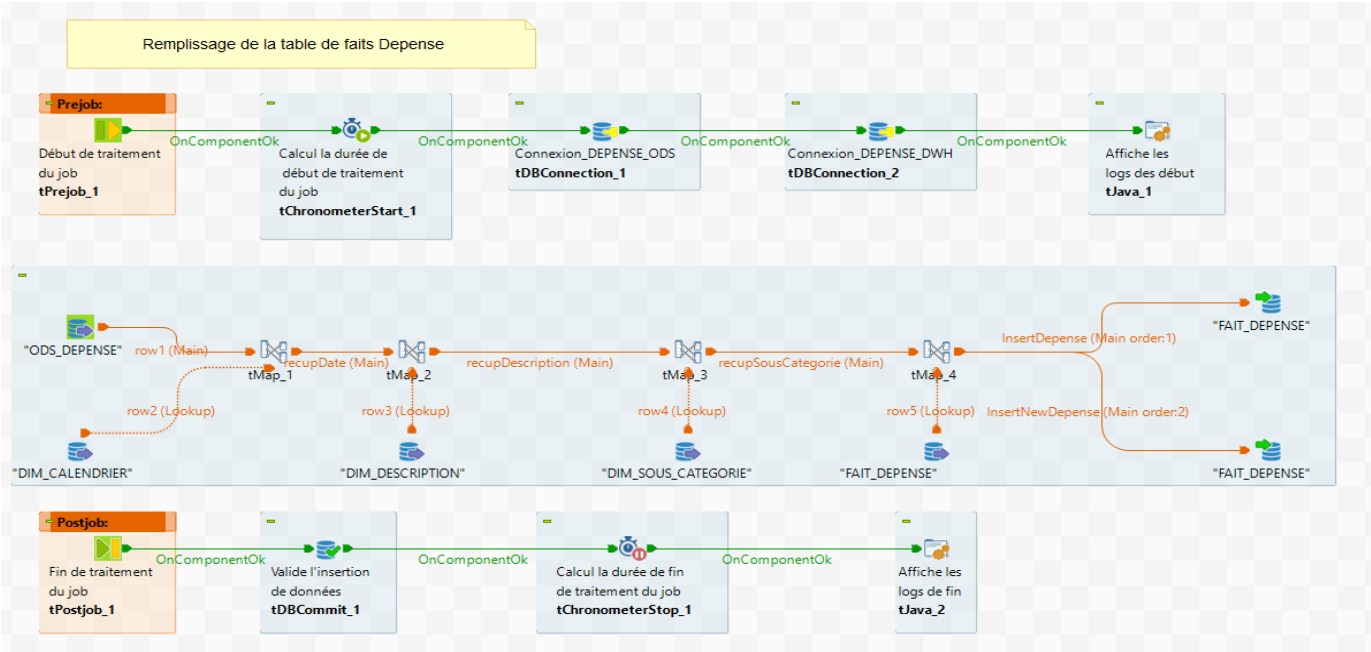 Remplissage de la table de faits Depense
Prejob:
OnComponentOk
OnComponentOk
OnComponentOk
OnComponentOk
Début de traitement
du job
tPrejob_1
Calcul la durée de
début de traitement
du job
tChronometerStart_1
Connexion_DEPENSE_ODS
tDBConnection_1
Connexion_DEPENSE_DWH
tDBConnection_2
Affiche les
logs des début
tJava_1
"ODS_DEPENSE"
row1 (Main)
tMap_1
recupDate (Main)
tMap_2
recupDescription (Main)
tMap_3
recupSousCategorie (Main)
tMap_4
InsertDepense (Main order:1)
"FAIT_DEPENSE"
row2 (Lookup)
row3 (Lookup)
row4 (Lookup)
row5 (Lookup)
InsertNewDepense (Main order:2)
"DIM_CALENDRIER"
"DIM_DESCRIPTION"
"DIM_SOUS_CATEGORIE"
"FAIT_DEPENSE"
"FAIT_DEPENSE"
Postjob:
OnComponentOk
OnComponentOk
OnComponentOk
Fin de traitement
du job
tPostjob_1
Valide l'insertion
de données
tDBCommit_1
Calcul la durée de fin
de traitement du job
tChronometerStop_1
Affiche les
logs de fin
tJava_2